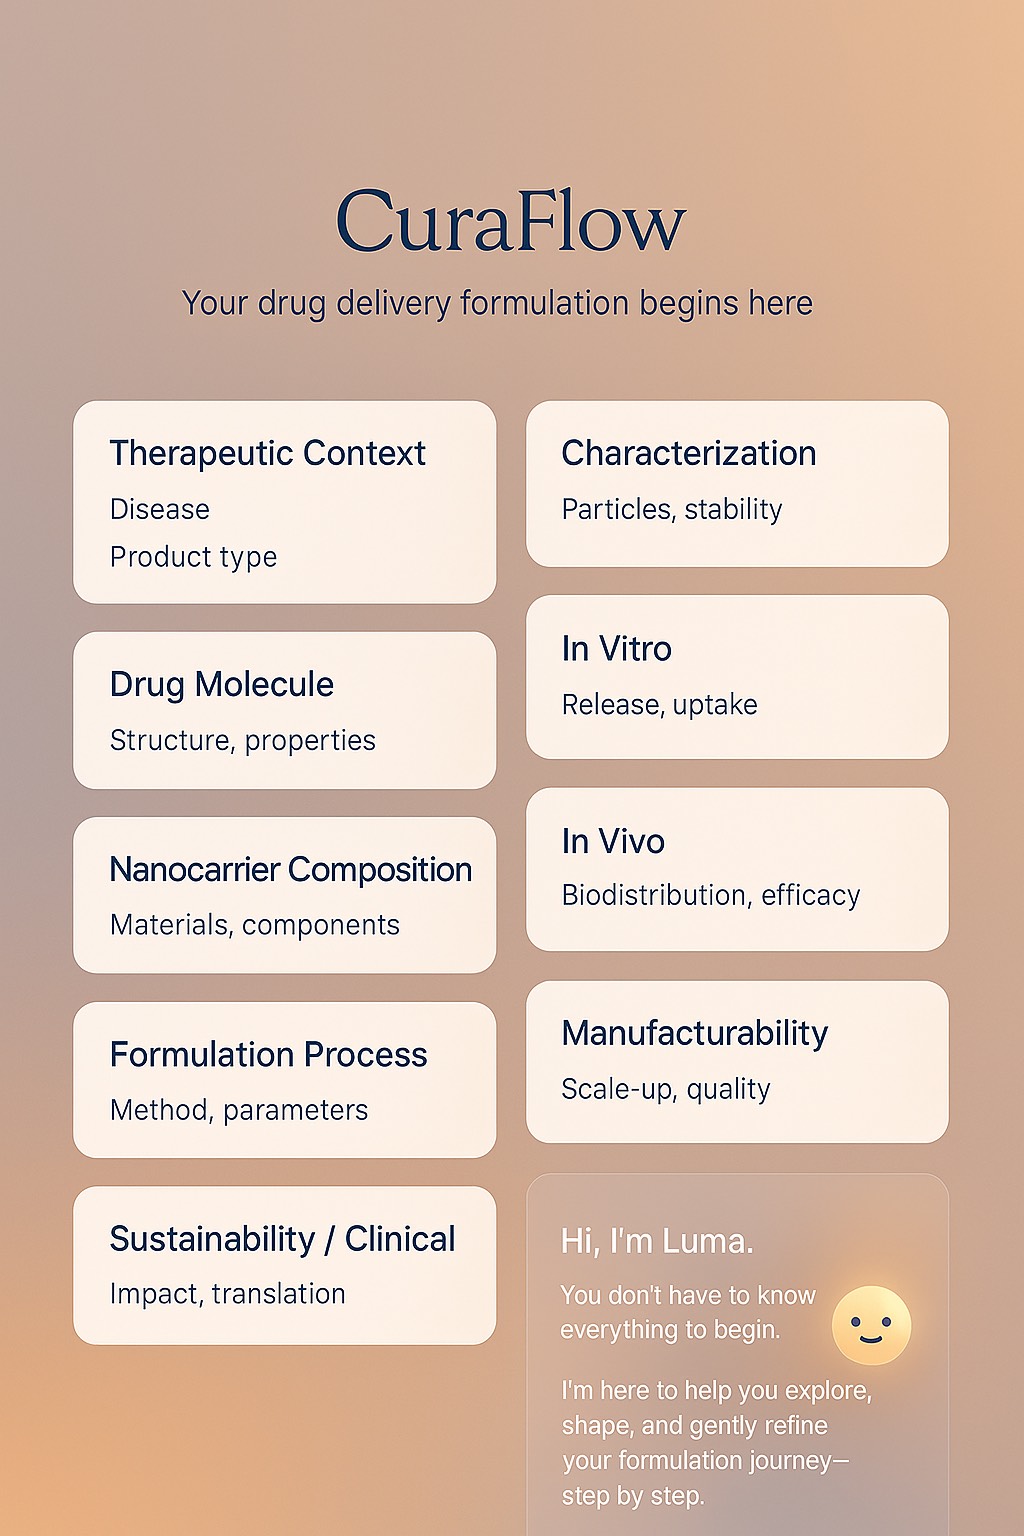 CuraFlow
Your drug delivery formulation begins here
Therapeutic Context
Disease
Product type
Drug Molecule
Structure, properties
Nanocarrier Composition
Materials, components
Formulation Process
Method, parameters
Sustainability / Clinical
Impact, translation
Characterization
Particles, stability
In Vitro
Release, uptake
In Vivo
Biodistribution, efficacy
Manufacturability
Scale-up, quality
Hi, I'm Luma.
You don't have to know
everything to begin.
I'm here to help you explore,
shape, and gently refine
your formulation journey—
step by step.